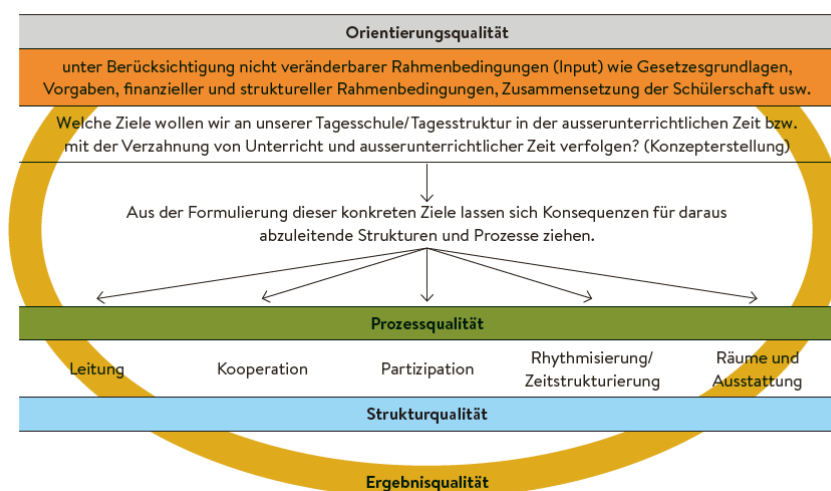 Orientierungsqualität
unter Berücksichtigung nicht veränderbarer Rahmenbedingungen (Input) wie Gesetzesgrundlagen,
Vorgaben, finanzieller und struktureller Rahmenbedingungen, Zusammensetzung der Schülerschaft usw.
Welche Ziele wollen wir an unserer Tagesschule/Tagesstruktur in der ausserunterrichtlichen Zeit bzw.
mit der Verzahnung von Unterricht und ausserunterrichtlicher Zeit verfolgen? (Konzepterstellung)
Aus der Formulierung dieser konkreten Ziele lassen sich Konsequenzen für daraus
abzuleitende Strukturen und Prozesse ziehen.
Prozessqualität
Leitung
Kooperation
Partizipation
Rhythmisierung/
Zeitstrukturierung
Räume und
Ausstattung
Strukturqualität
Ergebnisqualität